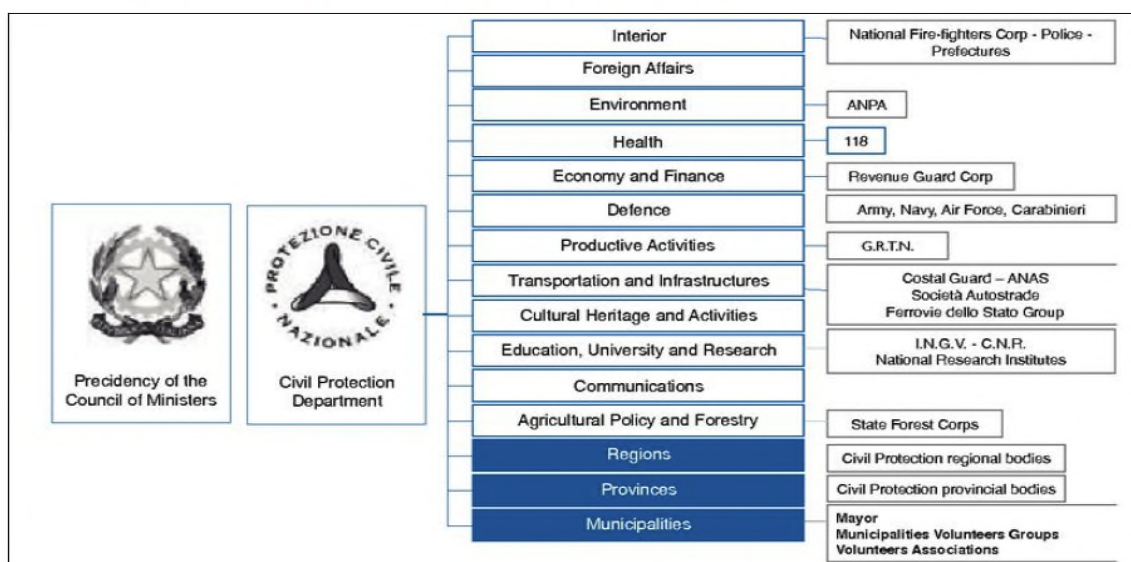 Interior
National Fire-fighters Corp - Police -
Prefectures
Foreign Affairs
Environment
ANPA
Health
118
Economy and Finance
Revenue Guard Corp
Defence
Army, Navy, Air Force, Carabinieri
Productive Activities
G.R.T.N.
Transportation and Infrastructures
Costal Guard – ANAS
Società Autostrade
Ferrovie dello Stato Group
Cultural Heritage and Activities
Education, University and Research
I.N.G.V. - C.N.R.
National Research Institutes
Communications
Agricultural Policy and Forestry
State Forest Corps
Regions
Civil Protection regional bodies
Provinces
Civil Protection provincial bodies
Municipalities
Mayor
Municipalities Volunteers Groups
Volunteers Associations
Precidency of the
Council of Ministers
PROTEZIONE CIVILE
NAZIONALE
Civil Protection
Department